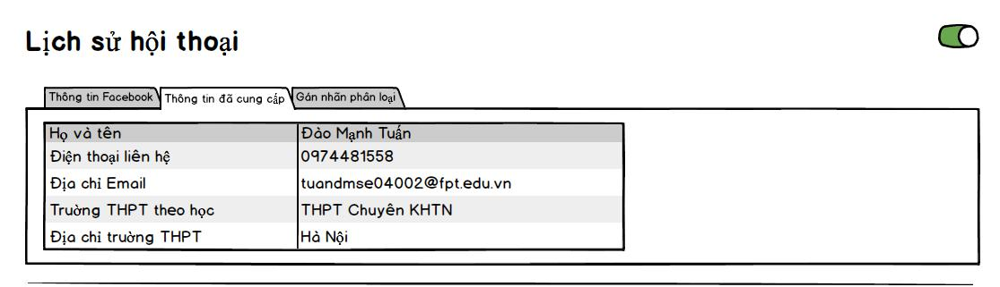 Lịch sử hội thoại
Thông tin Facebook Thông tin đã cung cấp Gán nhãn phân loại
Họ và tên Đào Mạnh Tuấn
Điện thoại liên hệ 0974481558
Địa chỉ Email tuandmse04002@fpt.edu.vn
Trường THPT theo học THPT Chuyên KHTN
Địa chỉ trường THPT Hà Nội